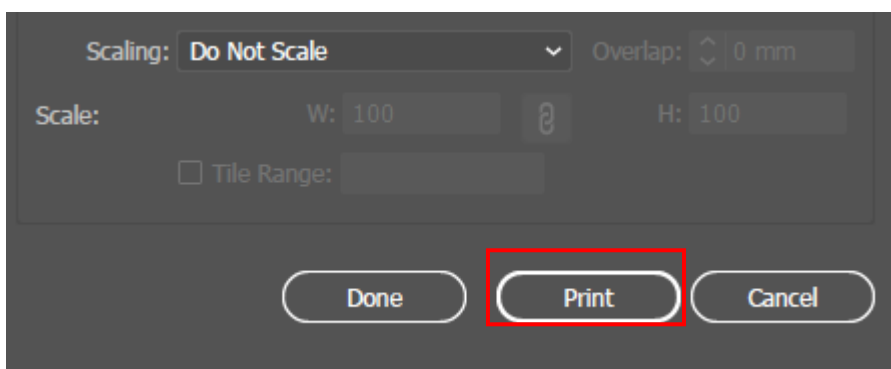 Scaling: Do Not Scale Overlap: 0 mm
Scale: W: 100 H: 100
Tile Range:
Done Print Cancel